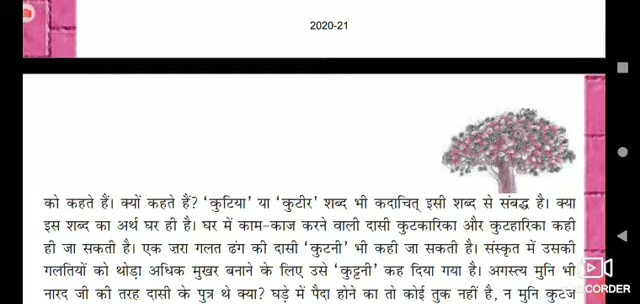 2020-21
को कहते हैं। क्यों कहते हैं? ‘कुटिया’ या ‘कुटीर’ शब्द भी कदाचित् इसी शब्द से संबद्ध है। क्या
इस शब्द का अर्थ घर ही है। घर में काम-काज करने वाली दासी कुटकारिका और कुटहारिका कही
ही जा सकती है। एक ज़रा गलत ढंग की दासी ‘कुटनी’ भी कही जा सकती है। संस्कृत में उसकी
गलतियों को थोड़ा अधिक मुखर बनाने के लिए उसे ‘कुट्टनी’ कह दिया गया है। अगस्त्य मुनि भी
नारद जी की तरह दासी के पुत्र थे क्या? घड़े में पैदा होने का तो कोई तुक नहीं है, न मुनि कुटज
RECORDER